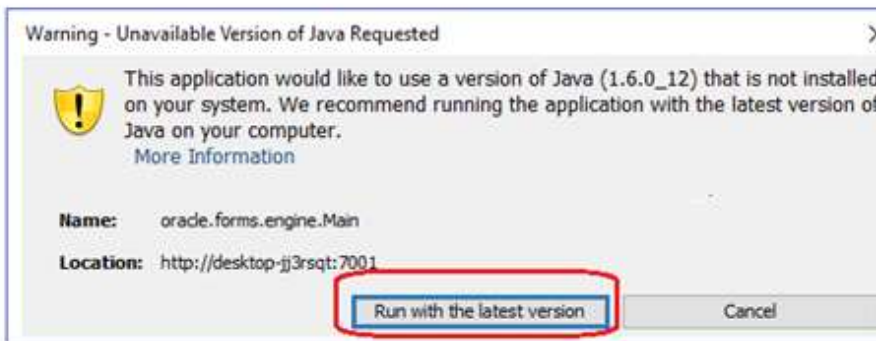 Warning - Unavailable Version of Java Requested
This application would like to use a version of Java (1.6.0_12) that is not installed
on your system. We recommend running the application with the latest version of
Java on your computer.
More Information
Name: oracle.forms.engine.Main
Location: http://desktop-jj3rsqt:7001
Run with the latest version Cancel